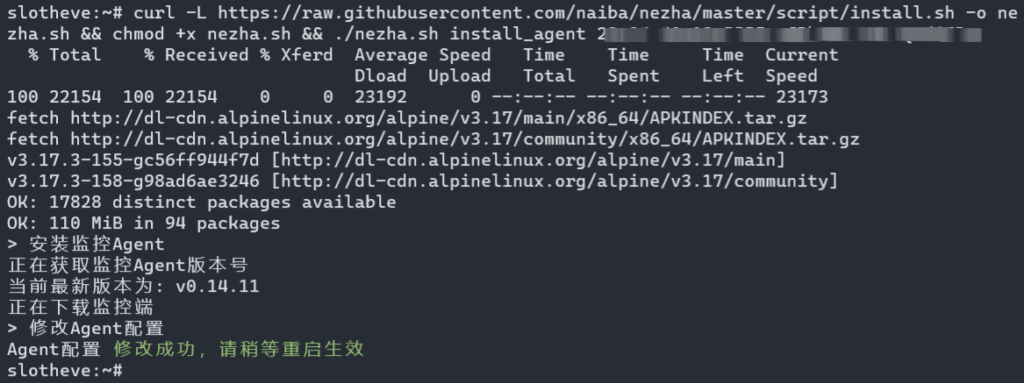 slotheve:~# curl -L https://raw.githubusercontent.com/naiba/nezha/master/script/install.sh -o ne
zha.sh && chmod +x nezha.sh && ./nezha.sh install_agent
% Total % Received % Xferd Average Speed Time Time Time Current
Dload Upload Total Spent Left Speed
100 22154 100 22154 0 0 23192 0 --:--:-- --:--:-- --:--:-- 23173
fetch http://dl-cdn.alpinelinux.org/alpine/v3.17/main/x86_64/APKINDEX.tar.gz
fetch http://dl-cdn.alpinelinux.org/alpine/v3.17/community/x86_64/APKINDEX.tar.gz
v3.17.3-155-gc56ff944f7d [http://dl-cdn.alpinelinux.org/alpine/v3.17/main]
v3.17.3-158-g98ad6ae3246 [http://dl-cdn.alpinelinux.org/alpine/v3.17/community]
OK: 17828 distinct packages available
OK: 110 MiB in 94 packages
> 安装监控Agent
正在获取监控Agent版本号
当前最新版本为: v0.14.11
正在下载监控端
> 修改Agent配置
Agent配置 修改成功，请稍等重启生效
slotheve:~#